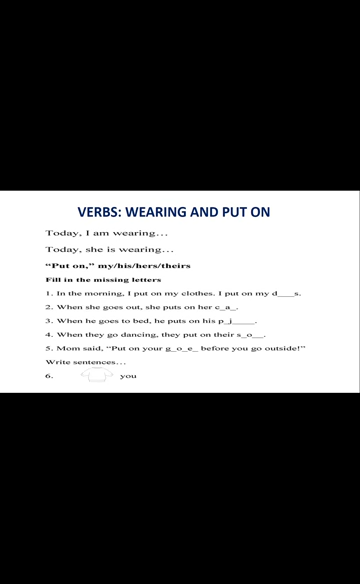 VERBS: WEARING AND PUT ON
Today, I am wearing…
Today, she is wearing…
“Put on,” my/his/hers/theirs
Fill in the missing letters
1. In the morning, I put on my clothes. I put on my d____s.
2. When she goes out, she puts on her c_a_.
3. When he goes to bed, he puts on his p_j____.
4. When they go dancing, they put on their s_o__.
5. Mom said, “Put on your g_o_e_ before you go outside!”
Write sentences…
6. you